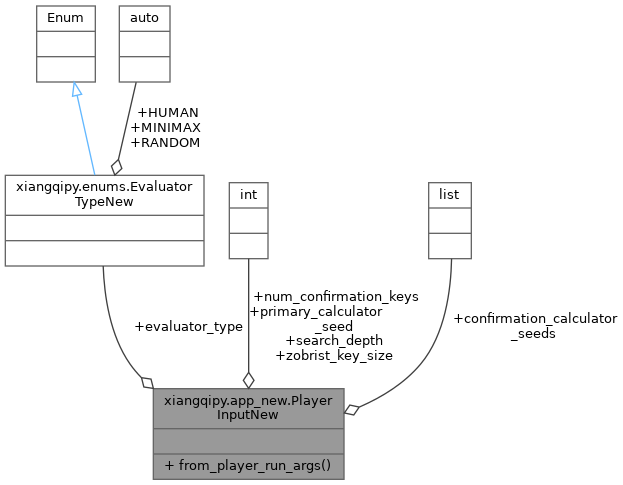 Enum
auto
+HUMAN
+MINIMAX
+RANDOM
xiangqipy.enums.Evaluator
TypeNew
int
list
+evaluator_type
+num_confirmation_keys
+primary_calculator
_seed
+search_depth
+zobrist_key_size
+confirmation_calculator
_seeds
xiangqipy.app_new.Player
InputNew
+ from_player_run_args()